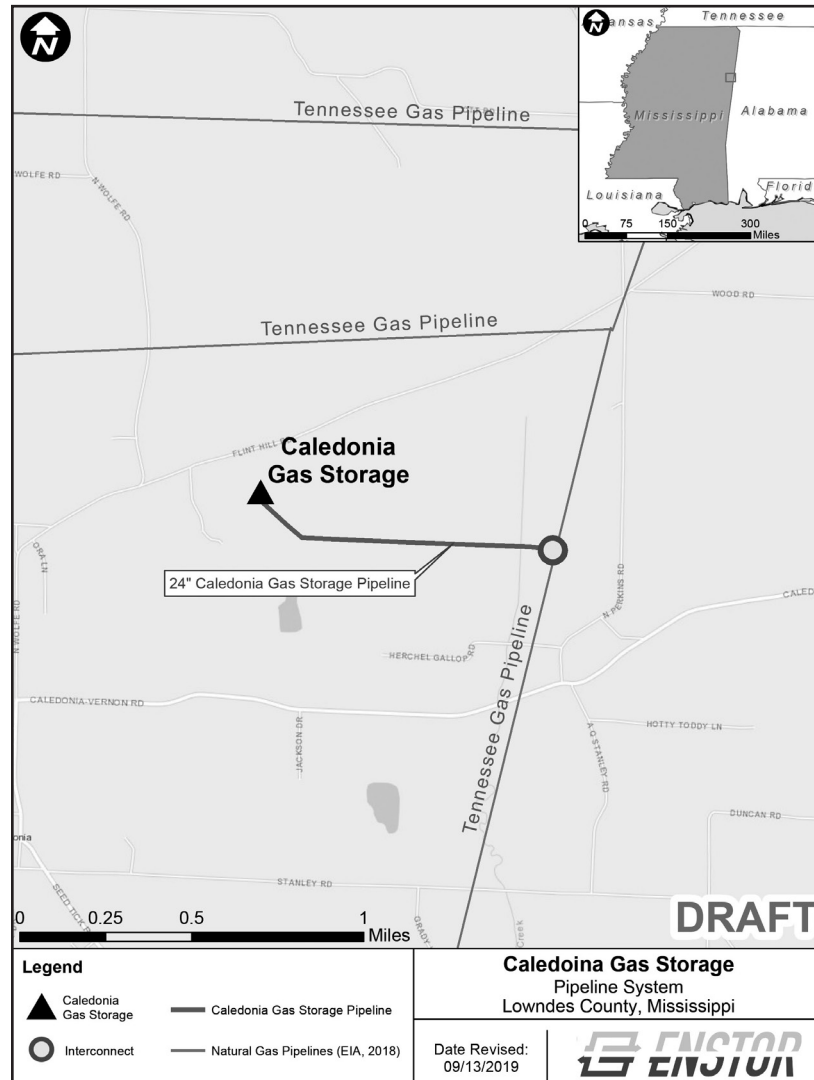 N
Tennessee Gas Pipeline
WOLFE RD
N WOLFE RD
N
Tennessee
Mississippi
Alabama
Louisiana
Florid
0 75 150 300
Miles
WOOD RD
Tennessee Gas Pipeline
FLINT HILL
Caledonia
Gas Storage
24" Caledonia Gas Storage Pipeline
ORA LN
N WOLFE RD
N PERKINS RD
CALED
HERCHEL GALLOP RD
Tennessee Gas Pipeline
CALEDONIA VERNON RD
JACKSON DR
HOTTY TODDY LN
A G STANLEY RD
DUNCAN RD
onia
STANLEY RD
SEED TICK R
GRADY
Creek
DRAFT
0 0.25 0.5 1
Miles
Legend
Caledonia
Gas Storage
Caledonia Gas Storage Pipeline
Interconnect
Natural Gas Pipelines (EIA, 2018)
Caledoina Gas Storage
Pipeline System
Lowndes County, Mississippi
Date Revised:
09/13/2019
ENSTOR